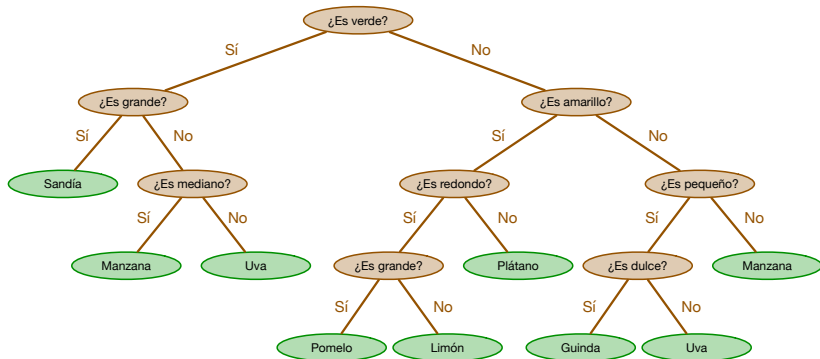 ¿Es verde?
Sí
No
¿Es grande?
¿Es amarillo?
Sí
No
Sí
No
Sandía
¿Es mediano?
¿Es redondo?
¿Es pequeño?
Sí
No
Sí
No
Sí
No
Manzana
Uva
¿Es grande?
Plátano
¿Es dulce?
Manzana
Sí
No
Sí
No
Pomelo
Limón
Guinda
Uva